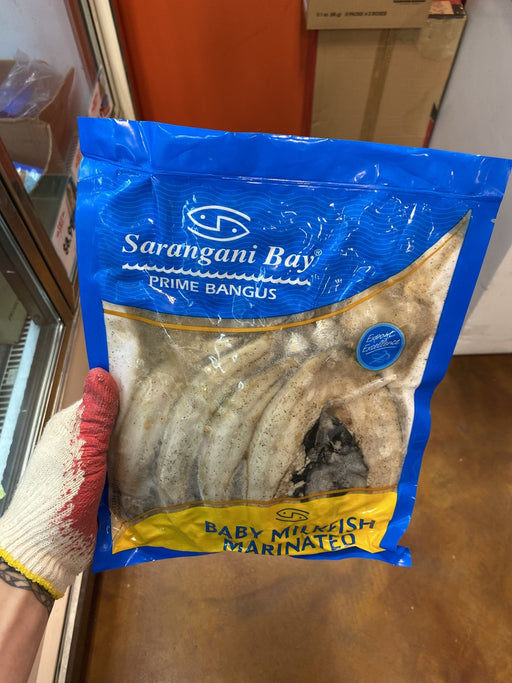 Sarangani Bay®
PRIME BANGUS
Export
Excellence
BABY MILKFISH
MARINATED